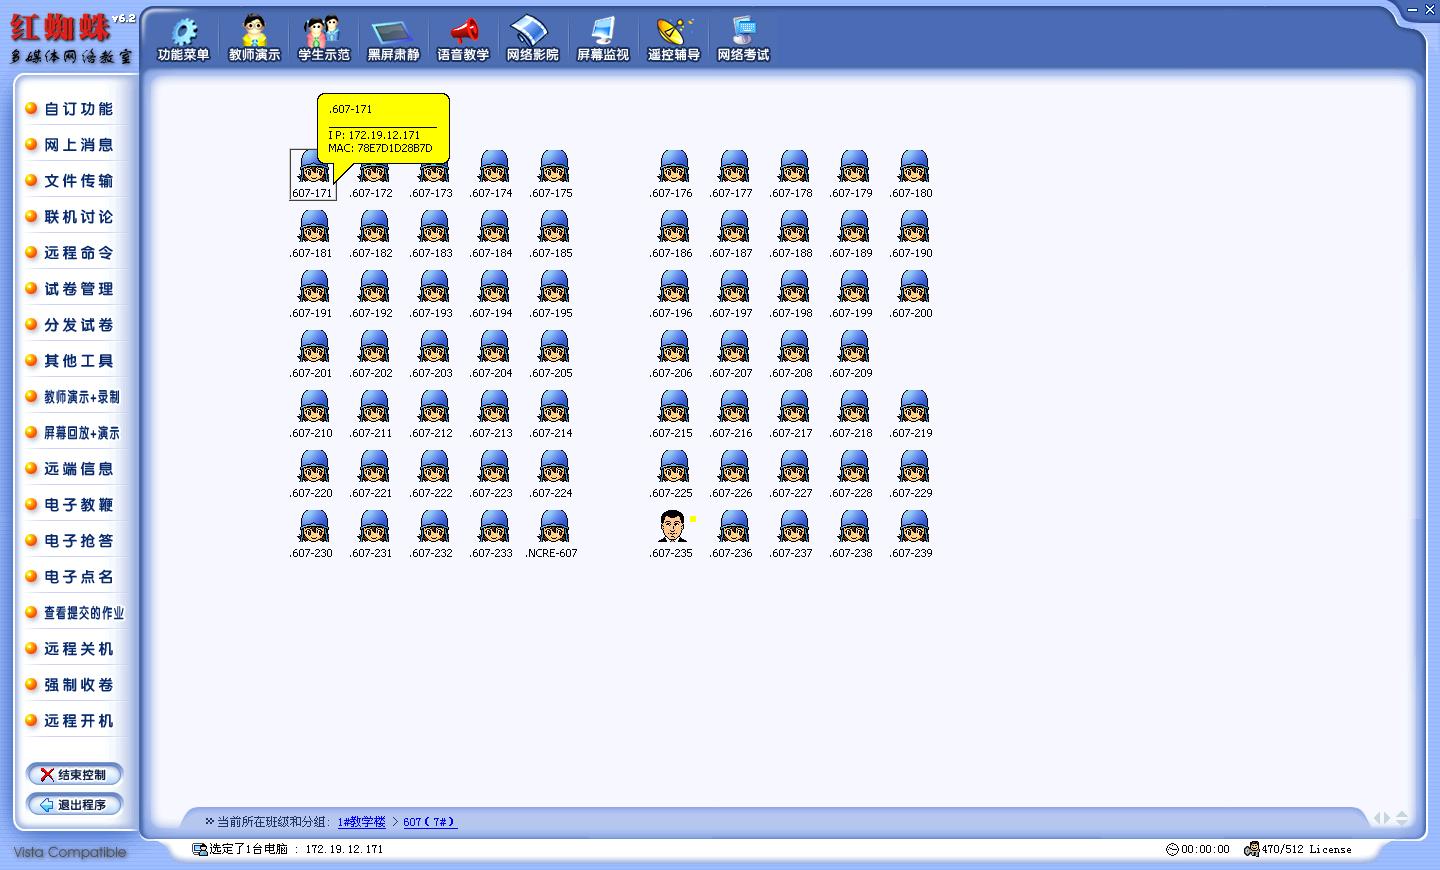 红蜘蛛 v6.2
多媒体网络教室
功能菜单 教师演示 学生示范 黑屏肃静 语音教学 网络影院 屏幕监视 遥控辅导 网络考试
自订功能
网上消息
文件传输
联机讨论
远程命令
试卷管理
分发试卷
其他工具
教师演示+录制
屏幕回放+演示
远端信息
电子教鞭
电子抢答
电子点名
查看提交的作业
远程关机
强制收卷
远程开机
结束控制
退出程序
Vista Compatible
.607-171
IP: 172.19.12.171
MAC: 78E7D1D28B7D
.607-171 .607-172 .607-173 .607-174 .607-175 .607-176 .607-177 .607-178 .607-179 .607-180
.607-181 .607-182 .607-183 .607-184 .607-185 .607-186 .607-187 .607-188 .607-189 .607-190
.607-191 .607-192 .607-193 .607-194 .607-195 .607-196 .607-197 .607-198 .607-199 .607-200
.607-201 .607-202 .607-203 .607-204 .607-205 .607-206 .607-207 .607-208 .607-209
.607-210 .607-211 .607-212 .607-213 .607-214 .607-215 .607-216 .607-217 .607-218 .607-219
.607-220 .607-221 .607-222 .607-223 .607-224 .607-225 .607-226 .607-227 .607-228 .607-229
.607-230 .607-231 .607-232 .607-233 .NCRE-607 .607-235 .607-236 .607-237 .607-238 .607-239
当前所在班级和分组: 1#教学楼 > 607 ( 7# )
选定了1台电脑 : 172.19.12.171
00:00:00 470/512 License